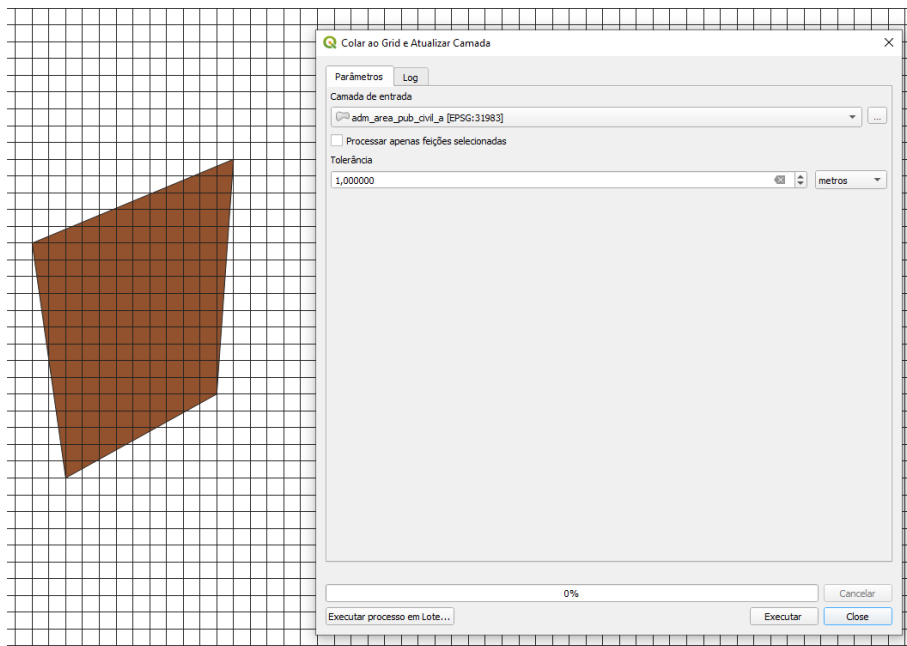 Colar ao Grid e Atualizar Camada
Parâmetros
Log
Camada de entrada
adm_area_pub_civil_a [EPSG:31983]
...
Processar apenas feições selecionadas
Tolerância
1,000000
metros
0%
Cancelar
Executar processo em Lote...
Executar
Close